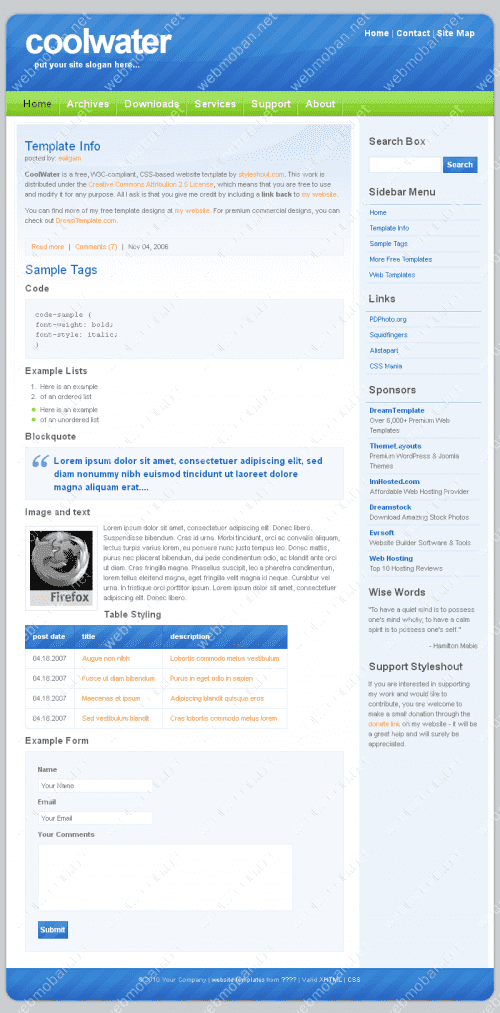 Home | Contact | Site Map
coolwater
put your site slogan here...
Home Archives Downloads Services Support About
Template Info
posted by: ealigam
CoolWater is a free, W3C-compliant, CSS-based website template by styleshout.com. This work is
distributed under the Creative Commons Attribution 2.5 License, which means that you are free to use
and modify it for any purpose. All I ask is that you give me credit by including a link back to my website.
You can find more of my free template designs at my website. For premium commercial designs, you can
check out DreamTemplate.com.
Read more | Comments (7) | Nov 04, 2006
Sample Tags
Code
code-sample {
font-weight: bold;
font-style: italic;
}
Example Lists
1. Here is an example
2. of an ordered list
Here is an example
of an unordered list
Blockquote
Lorem ipsum dolor sit amet, consectetuer adipiscing elit, sed
diam nonummy nibh euismod tincidunt ut laoreet dolore
magna aliquam erat....
Image and text
Firefox
Lorem ipsum dolor sit amet, consectetuer adipiscing elit. Donec libero.
Suspendisse bibendum. Cras id urna. Morbi tincidunt, orci ac convallis aliquam,
lectus turpis varius lorem, eu posuere nunc justo tempus leo. Donec mattis,
purus nec placerat bibendum, dui pede condimentum odio, ac blandit ante orci
ut diam. Cras fringilla magna. Phasellus suscipit, leo a pharetra condimentum,
lorem tellus eleifend magna, eget fringilla velit magna id neque. Curabitur vel
urna. In tristique orci porttitor ipsum. Lorem ipsum dolor sit amet, consectetuer
adipiscing elit. Donec libero.
Table Styling
post date title description
04.18.2007 Augue non nibh Lobortis commodo metus vestibulum
04.18.2007 Fusce ut diam bibendum Purus in eget odio in sapien
04.18.2007 Maecenas et ipsum Adipiscing blandit quisque eros
04.18.2007 Sed vestibulum blandit Cras lobortis commodo metus lorem
Example Form
Name
Your Name
Email
Your Email
Your Comments
Submit
Search Box
Search
Sidebar Menu
Home
Template Info
Sample Tags
More Free Templates
Web Templates
Links
PDPhoto.org
Squidfingers
Alistapart
CSS Mania
Sponsors
DreamTemplate
Over 6,000+ Premium Web
Templates
ThemeLayouts
Premium WordPress & Joomla
Themes
ImHosted.com
Affordable Web Hosting Provider
Dreamstock
Download Amazing Stock Photos
Evrsoft
Website Builder Software & Tools
Web Hosting
Top 10 Hosting Reviews
Wise Words
"To have a quiet mind is to possess
one's mind wholly; to have a calm
spirit is to possess one's self."
- Hamilton Mabie
Support Styleshout
If you are interested in supporting
my work and would like to
contribute, you are welcome to
make a small donation through the
donate link on my website - it will be
a great help and will surely be
appreciated.
©2010 Your Company | website templates from ???? | Valid XHTML | CSS
webmoban.net